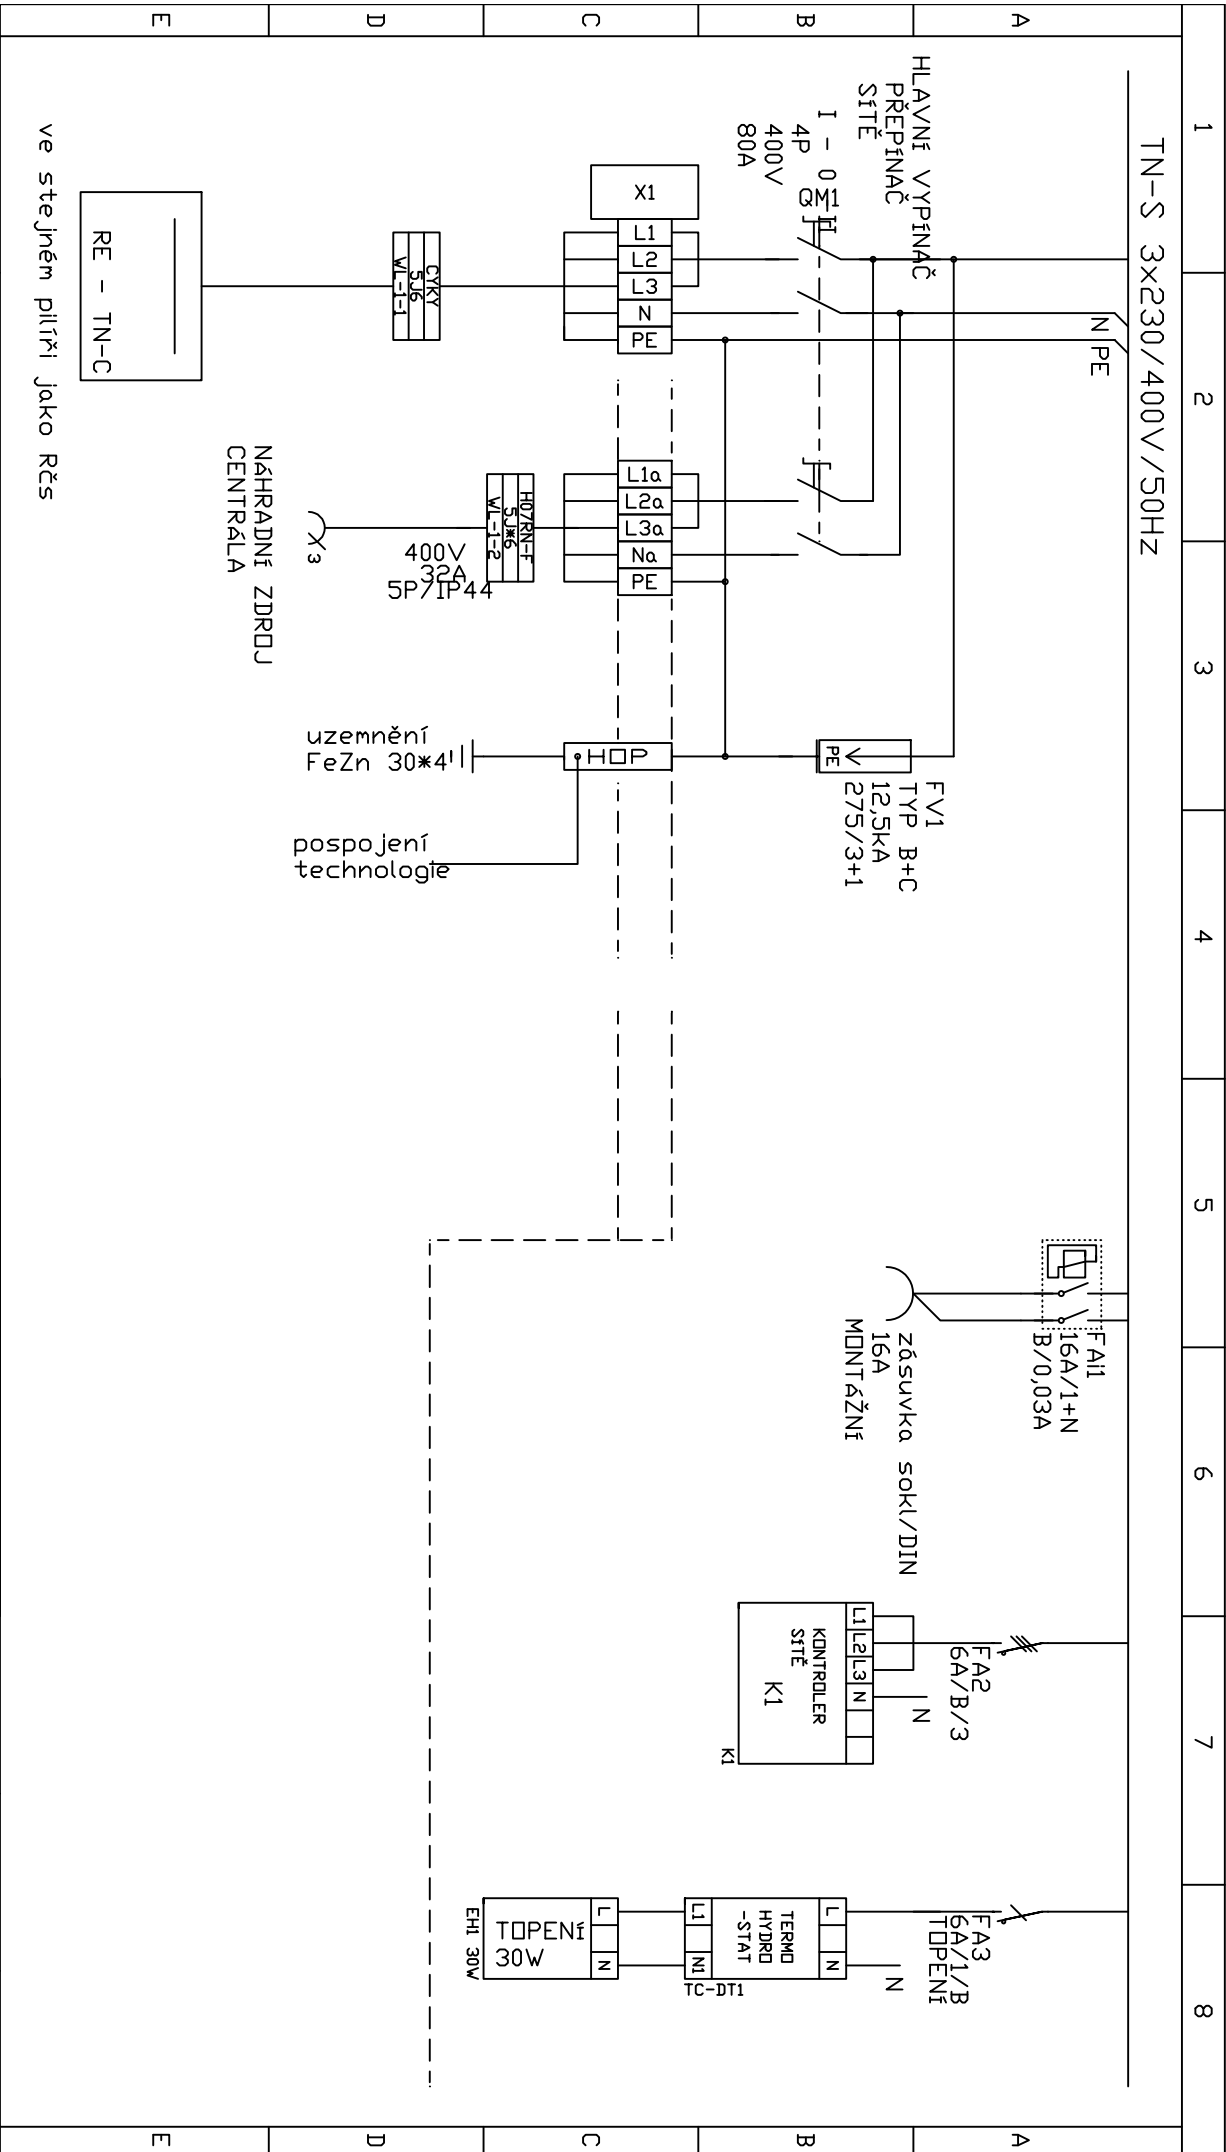 1
2
3
4
5
6
7
8
A
B
C
D
E
A
B
C
D
E
TN-S 3x230/400V/50Hz
N PE
HLAVNÍ VYPÍNAČ
PŘEPÍNAČ
SÍTĚ
I - 0 - II
QM1
4P
400V
80A
X1
L1
L2
L3
N
PE
CYKY
5J6
WL-1-1
RE - TN-C
ve stejném pilíři jako Rčs
L1a
L2a
L3a
Na
PE
H07RN-F
5J*6
WL-1-2
400V
32A
5P/IP44
3
NÁHRADNÍ ZDROJ
CENTRÁLA
FV1
TYP B+C
12,5kA
275/3+1
PE
HOP
uzemnění
FeZn 30*4
pospojení
technologie
FAi1
16A/1+N
B/0,03A
zásuvka sokl/DIN
16A
MONTÁŽNÍ
FA2
6A/B/3
N
L1
L2
L3
N
KONTROLER
SÍTĚ
K1
K1
FA3
6A/1/B
TOPENÍ
N
L
N
TERMO
HYDRO
-STAT
L1
N1
TC-DT1
L
N
TOPENÍ
30W
EH1 30W